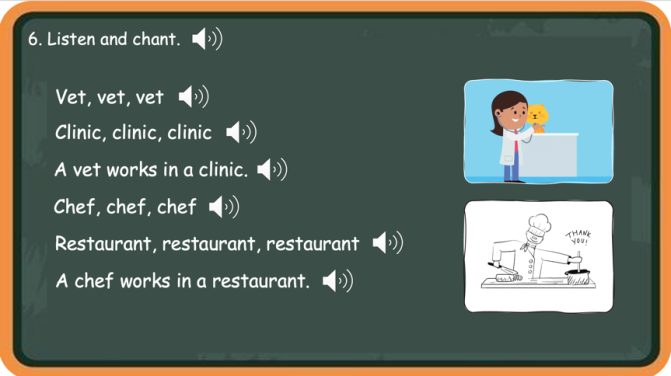 6. Listen and chant.
Vet, vet, vet
Clinic, clinic, clinic
A vet works in a clinic.
Chef, chef, chef
Restaurant, restaurant, restaurant
A chef works in a restaurant.
THANK
YOU!